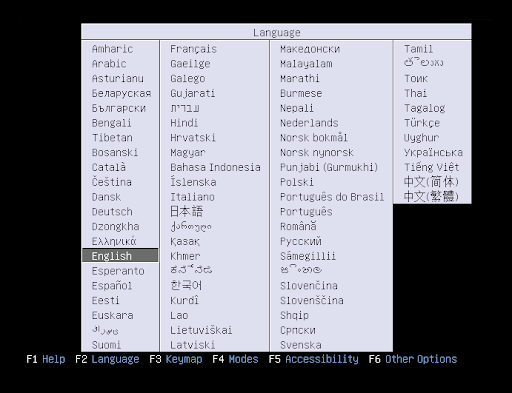 Language
Amharic
Arabic
Asturianu
Беларуская
Български
Bengali
Tibetan
Bosanski
Català
Čeština
Dansk
Deutsch
Dzongkha
Ελληνικά
English
Esperanto
Español
Eesti
Euskara
Suomi
Français
Gaeilge
Galego
Gujarati
עברית
Hindi
Hrvatski
Magyar
Bahasa Indonesia
Íslenska
Italiano
日本語
ქართული
Қазақ
Khmer
한국어
Kurdî
Lao
Lietuviškai
Latviski
Македонски
Malayalam
Marathi
Burmese
Nepali
Nederlands
Norsk bokmål
Norsk nynorsk
Punjabi (Gurmukhi)
Polski
Português do Brasil
Português
Română
Русский
Sámegillii
Slovenčina
Slovenščina
Shqip
Српски
Svenska
Tamil
Тоик
Thai
Tagalog
Türkçe
Uyghur
Українська
Tiếng Việt
中文(简体)
中文(繁體)
F1 Help F2 Language F3 Keymap F4 Modes F5 Accessibility F6 Other Options